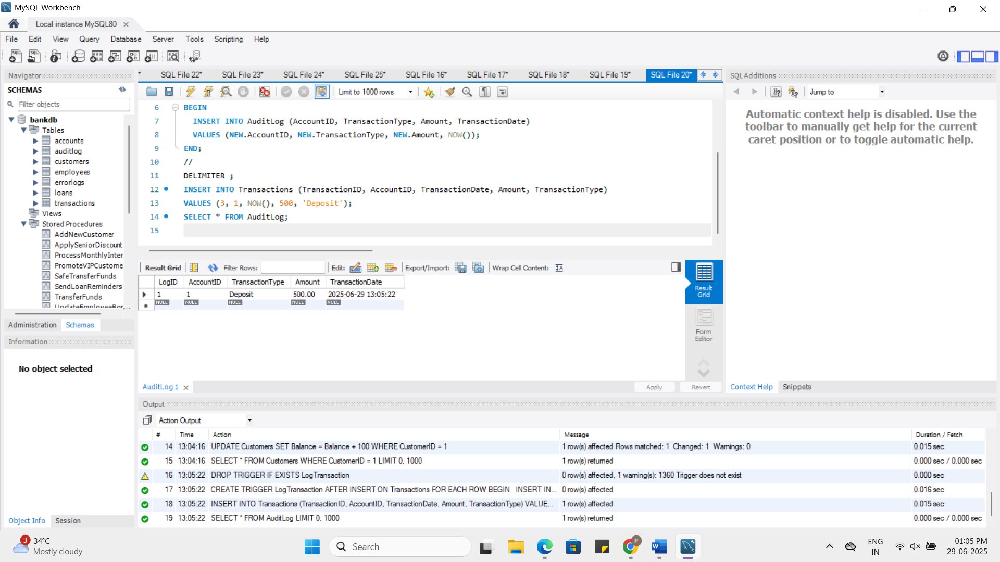 MySQL Workbench
Local instance MySQL80
File Edit View Query Database Server Tools Scripting Help
Navigator
SCHEMAS
Filter objects
bankdb
Tables
accounts
auditlog
customers
employees
errorlogs
loans
transactions
Views
Stored Procedures
AddNewCustomer
ApplySeniorDiscount
ProcessMonthlyInter
PromoteVIPCustome
SafeTransferFunds
SendLoanReminders
TransferFunds
UpdateEmployeeBor
Administration Schemas
Information
No object selected
Object Info Session
* SQL File 22* SQL File 23* SQL File 24* SQL File 25* SQL File 16* SQL File 17* SQL File 18* SQL File 19* SQL File 20*
Limit to 1000 rows
6 BEGIN
7 INSERT INTO AuditLog (AccountID, TransactionType, Amount, TransactionDate)
8 VALUES (NEW.AccountID, NEW.TransactionType, NEW.Amount, NOW());
9 END;
10 //
11 DELIMITER ;
12 INSERT INTO Transactions (TransactionID, AccountID, TransactionDate, Amount, TransactionType)
13 VALUES (3, 1, NOW(), 500, 'Deposit');
14 SELECT * FROM AuditLog;
15
Result Grid Filter Rows: Edit: Export/Import: Wrap Cell Content:
LogID AccountID TransactionType Amount TransactionDate
1 1 Deposit 500.00 2025-06-29 13:05:22
NULL NULL NULL NULL NULL
Result
Grid
Form
Editor
AuditLog 1 Apply Revert
SQLAdditions
Jump to
Automatic context help is disabled. Use the
toolbar to manually get help for the current
caret position or to toggle automatic help.
Context Help Snippets
Output
Action Output
# Time Action Message Duration / Fetch
14 13:04:16 UPDATE Customers SET Balance = Balance + 100 WHERE CustomerID = 1 1 row(s) affected Rows matched: 1 Changed: 1 Warnings: 0 0.015 sec
15 13:04:16 SELECT * FROM Customers WHERE CustomerID = 1 LIMIT 0, 1000 1 row(s) returned 0.000 sec / 0.000 sec
16 13:05:22 DROP TRIGGER IF EXISTS LogTransaction 0 row(s) affected, 1 warning(s): 1360 Trigger does not exist 0.000 sec
17 13:05:22 CREATE TRIGGER LogTransaction AFTER INSERT ON Transactions FOR EACH ROW BEGIN INSERT IN... 0 row(s) affected 0.016 sec
18 13:05:22 INSERT INTO Transactions (TransactionID, AccountID, TransactionDate, Amount, TransactionType) VALUE... 1 row(s) affected 0.015 sec
19 13:05:22 SELECT * FROM AuditLog LIMIT 0, 1000 1 row(s) returned 0.000 sec / 0.000 sec
3 34°C
Mostly cloudy
Search
P
W
ENG
IN
01:05 PM
29-06-2025